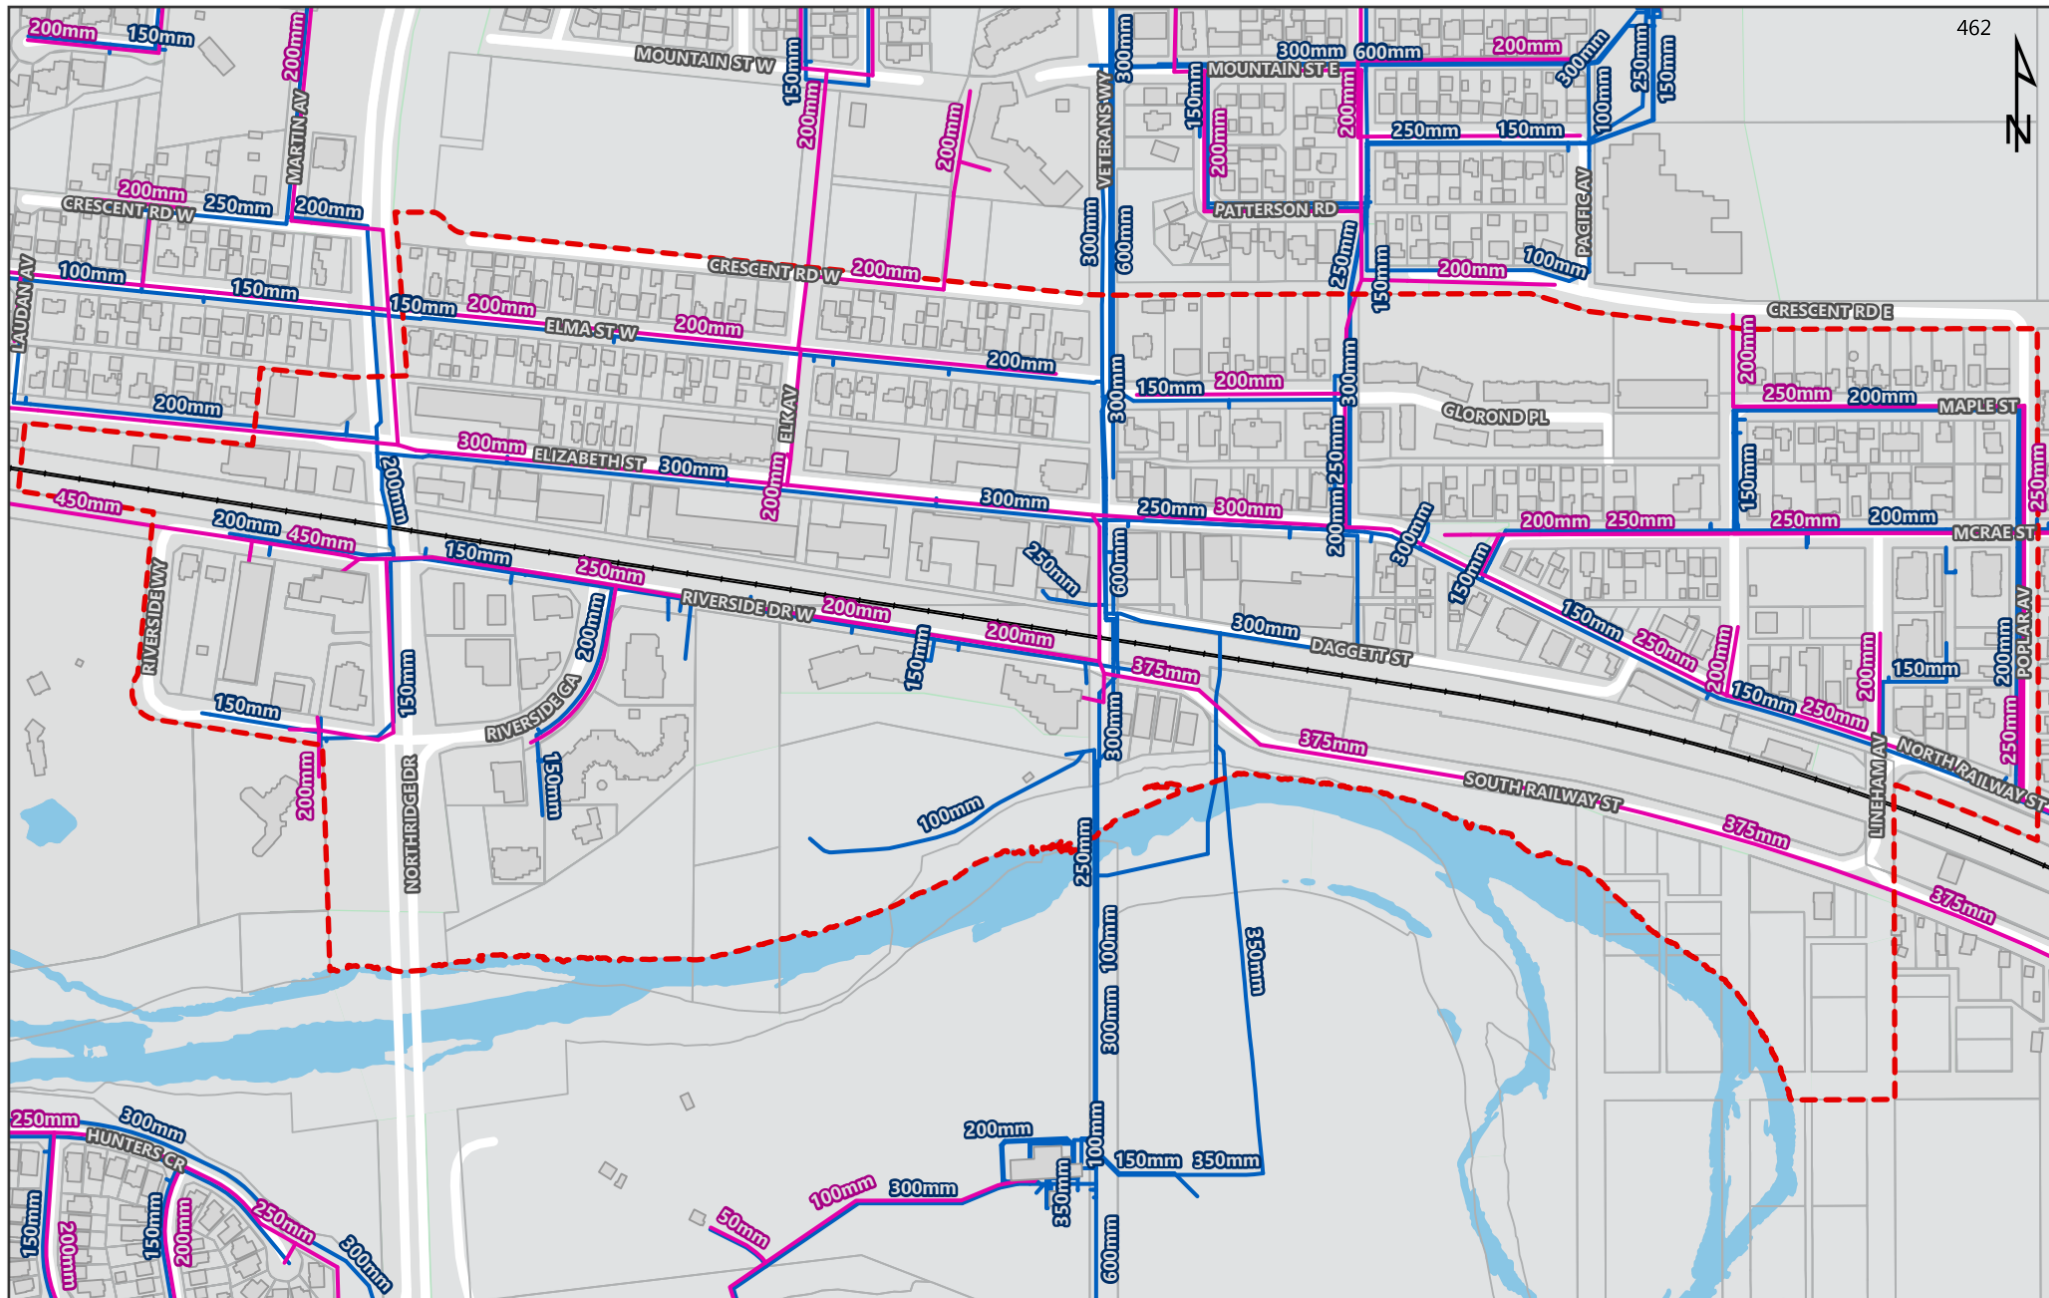 462
200mm
150mm
200mm
MARTIN AV
MOUNTAIN ST W
150mm
200mm
200mm
300mm
VETERANS WY
300mm
600mm
200mm
MOUNTAIN ST E
150mm
200mm
200mm
300mm
100mm
250mm
150mm
250mm
150mm
PATTERSON RD
PACIFIC AV
200mm
CRESCENT RD W
250mm
200mm
300mm
600mm
250mm
150mm
200mm
100mm
CRESCENT RD W
200mm
CRESCENT RD E
LAUDAN AV
100mm
150mm
150mm
200mm
ELMA ST W
200mm
200mm
300mm
150mm
200mm
300mm
GLOROND PL
200mm
250mm
200mm
MAPLE ST
200mm
ELK AV
300mm
ELIZABETH ST
300mm
200mm
300mm
250mm
300mm
250mm
200mm
300mm
150mm
250mm
200mm
250mm
250mm
200mm
MCRAE ST
200mm
450mm
200mm
450mm
150mm
250mm
RIVERSIDE DR W
200mm
200mm
250mm
600mm
300mm
DAGGETT ST
150mm
150mm
250mm
200mm
150mm
250mm
200mm
150mm
200mm
POPLAR AV
250mm
RIVERSIDE WY
200mm
150mm
150mm
150mm
RIVERSIDE GA
150mm
200mm
NORTHRIDGE DR
375mm
300mm
375mm
SOUTH RAILWAY ST
375mm
LINEHAM AV
NORTH RAILWAY ST
375mm
100mm
250mm
100mm
350mm
300mm
250mm
300mm
HUNTERS CR
150mm
200mm
150mm
200mm
250mm
300mm
200mm
100mm
150mm
350mm
100mm
300mm
350mm
50mm
600mm